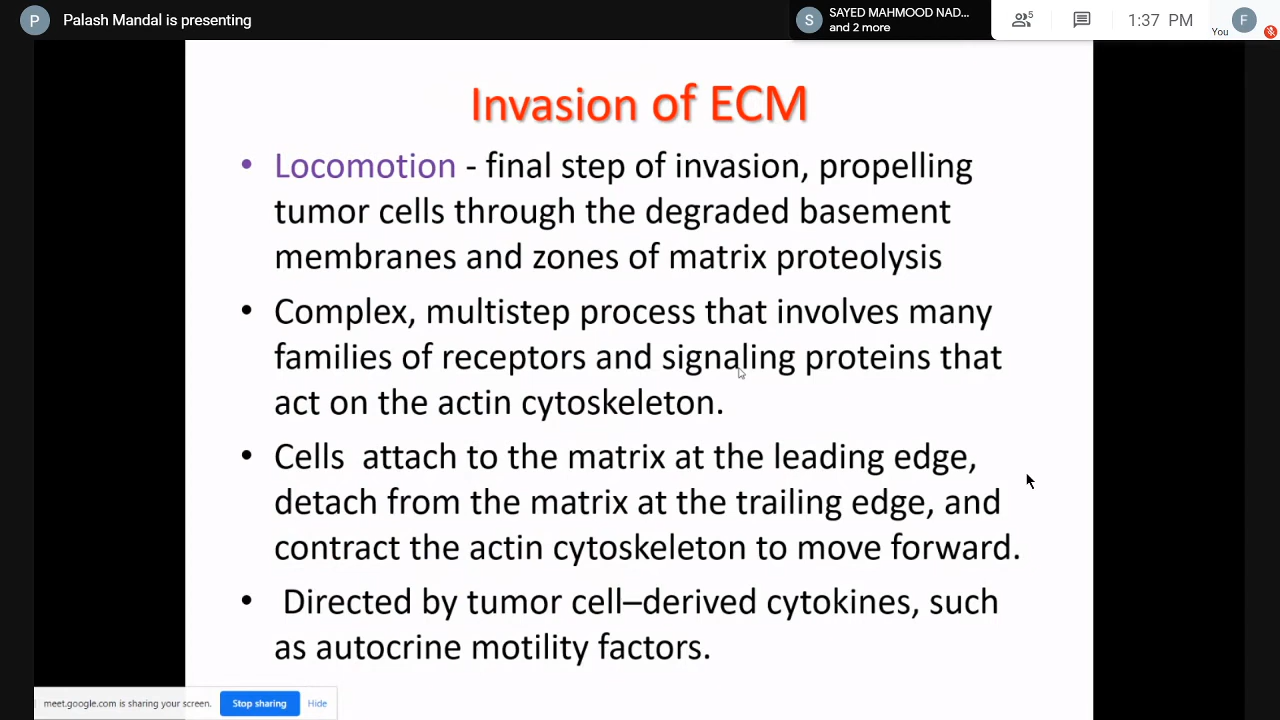 P
Palash Mandal is presenting
S
SAYED MAHMOOD NAD...
and 2 more
5
1:37 PM
You
F
Invasion of ECM
• Locomotion - final step of invasion, propelling
tumor cells through the degraded basement
membranes and zones of matrix proteolysis
• Complex, multistep process that involves many
families of receptors and signaling proteins that
act on the actin cytoskeleton.
• Cells attach to the matrix at the leading edge,
detach from the matrix at the trailing edge, and
contract the actin cytoskeleton to move forward.
• Directed by tumor cell–derived cytokines, such
as autocrine motility factors.
meet.google.com is sharing your screen.
Stop sharing
Hide